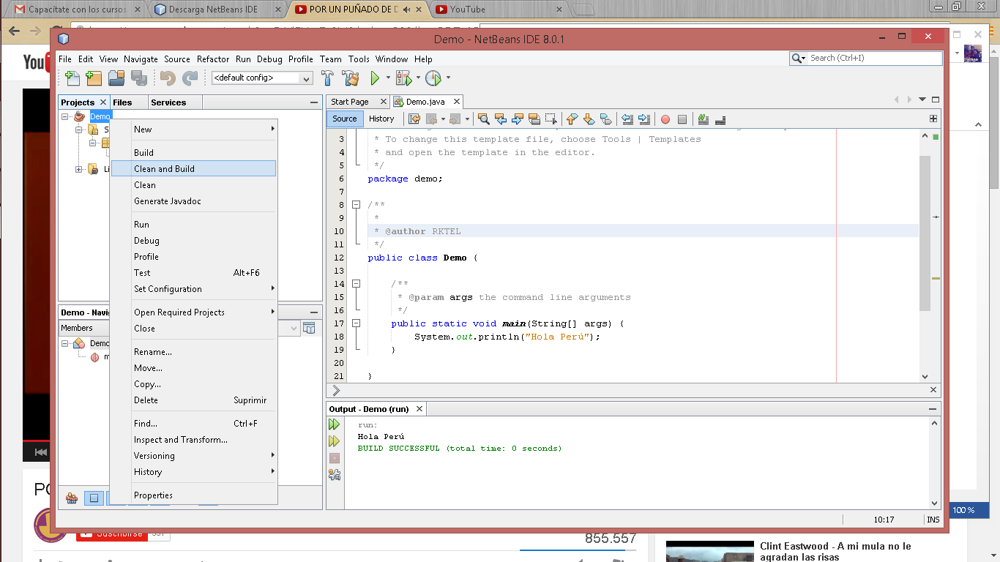 Capacítate con los cursos
Descarga NetBeans IDE
POR UN PUÑADO DE D
YouTube
Demo - NetBeans IDE 8.0.1
File Edit View Navigate Source Refactor Run Debug Profile Team Tools Window Help
Search (Ctrl+I)
You
<default config>
Projects Files Services
Start Page Demo.java
Source History
Demo
S
Li
New
Build
Clean and Build
Clean
Generate Javadoc
Run
Debug
Profile
Test Alt+F6
Set Configuration
Open Required Projects
Close
Rename...
Move...
Copy...
Delete Suprimir
Find... Ctrl+F
Inspect and Transform...
Versioning
History
Properties
Demo - Navig
Members
Demo
m
3 * To change this template file, choose Tools | Templates
4 * and open the template in the editor.
5 */
6 package demo;
7
8 /**
9 *
10 * @author RKTEL
11 */
12 public class Demo {
13
14 /**
15 * @param args the command line arguments
16 */
17 public static void main(String[] args) {
18 System.out.println("Hola Perú");
19 }
20
21 }
Output - Demo (run)
run:
Hola Perú
BUILD SUCCESSFUL (total time: 0 seconds)
10:17 INS
100 %
PO
Suscribirse
855.557
Clint Eastwood - A mi mula no le
agradan las risas